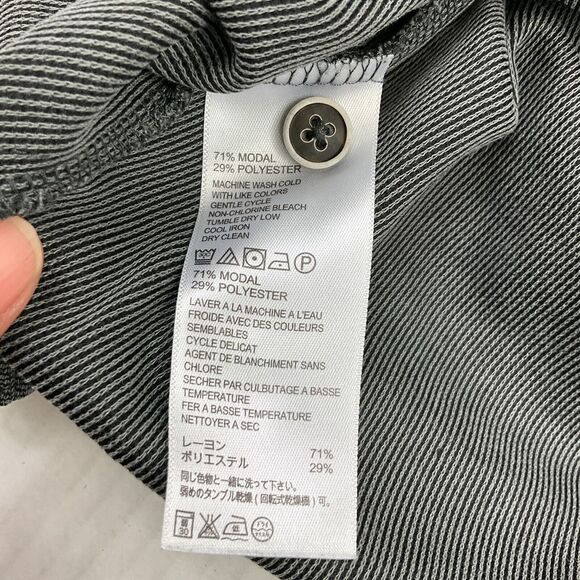 71% MODAL
29% POLYESTER
MACHINE WASH COLD
WITH LIKE COLORS
GENTLE CYCLE
NON-CHLORINE BLEACH
TUMBLE DRY LOW
COOL IRON
DRY CLEAN
P
71% MODAL
29% POLYESTER
LAVER A LA MACHINE A L'EAU
FROIDE AVEC DES COULEURS
SEMBLABLES
CYCLE DELICAT
AGENT DE BLANCHIMENT SANS
CHLORE
SECHER PAR CULBUTAGE A BASSE
TEMPERATURE
FER A BASSE TEMPERATURE
NETTOYER A SEC
レーヨン 71%
ポリエステル 29%
同じ色物と一緒に洗って下さい。
弱めのタンブル乾燥(回転式乾燥機)可。
30 ドライ